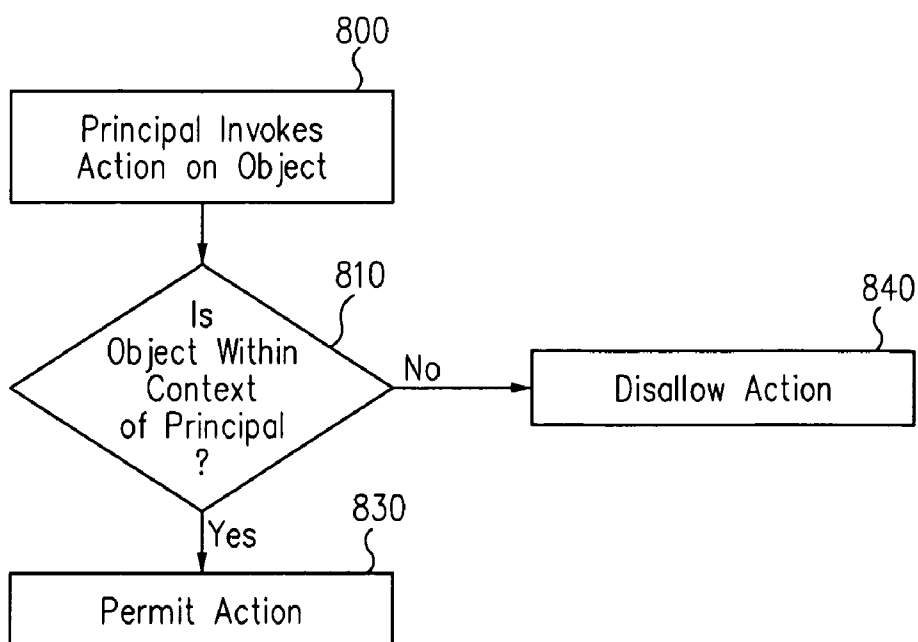 800
Principal Invokes
Action on Object
810
Is
Object Within
Context
of Principal
?
No
840
Disallow Action
Yes
830
Permit Action